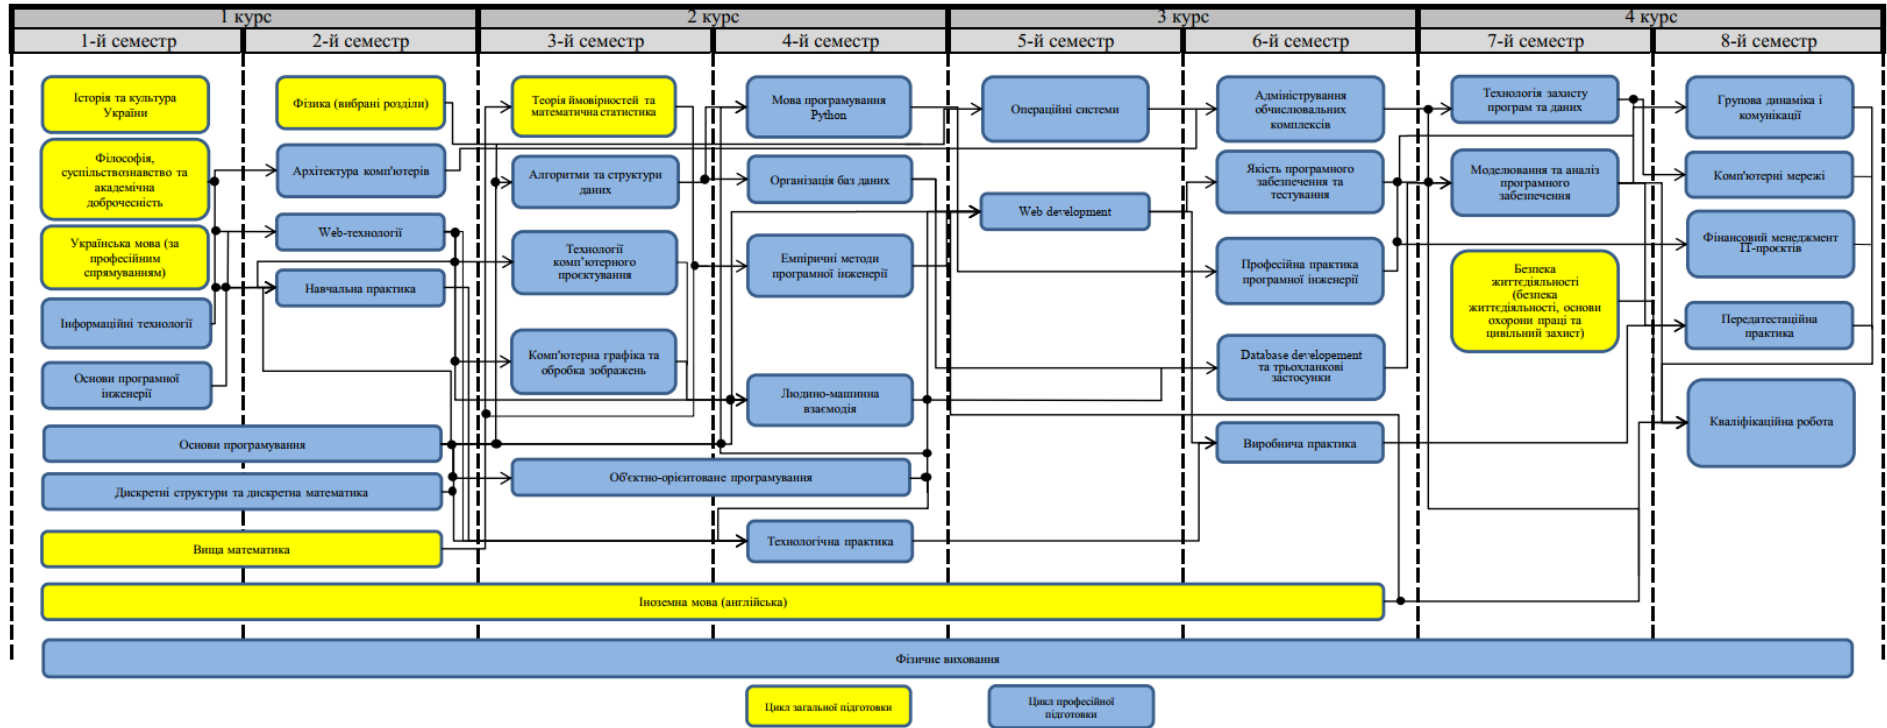 1 курс
2 курс
3 курс
4 курс
1-й семестр
2-й семестр
3-й семестр
4-й семестр
5-й семестр
6-й семестр
7-й семестр
8-й семестр
Історія та культура
України
Філософія,
суспільствознавство та
академічна
доброчесність
Українська мова (за
професійним
спрямуванням)
Інформаційні технології
Основи програмної
інженерії
Фізика (вибрані розділи)
Архітектура комп'ютерів
Web-технології
Навчальна практика
Основи програмування
Дискретні структури та дискретна математика
Вища математика
Теорія ймовірностей та
математична статистика
Алгоритми та структури
даних
Технології
комп’ютерного
проєктування
Комп'ютерна графіка та
обробка зображень
Об'єктно-орієнтоване програмування
Мова програмування
Python
Організація баз даних
Емпіричні методи
програмної інженерії
Людино-машинна
взаємодія
Технологічна практика
Операційні системи
Web development
Адміністрування
обчислювальних
комплексів
Якість програмного
забезпечення та
тестування
Професійна практика
програмної інженерії
Database developement
та трьохланкові
застосунки
Виробнича практика
Технологія захисту
програм та даних
Моделювання та аналіз
програмного
забезпечення
Безпека
життєдіяльності
(безпека
життєдіяльності, основи
охорони праці та
цивільний захист)
Групова динаміка і
комунікації
Комп'ютерні мережі
Фінансовий менеджмент
ІТ-проєктів
Передатестаційна
практика
Кваліфікаційна робота
Іноземна мова (англійська)
Фізичне виховання
Цикл загальної підготовки
Цикл професійної
підготовки